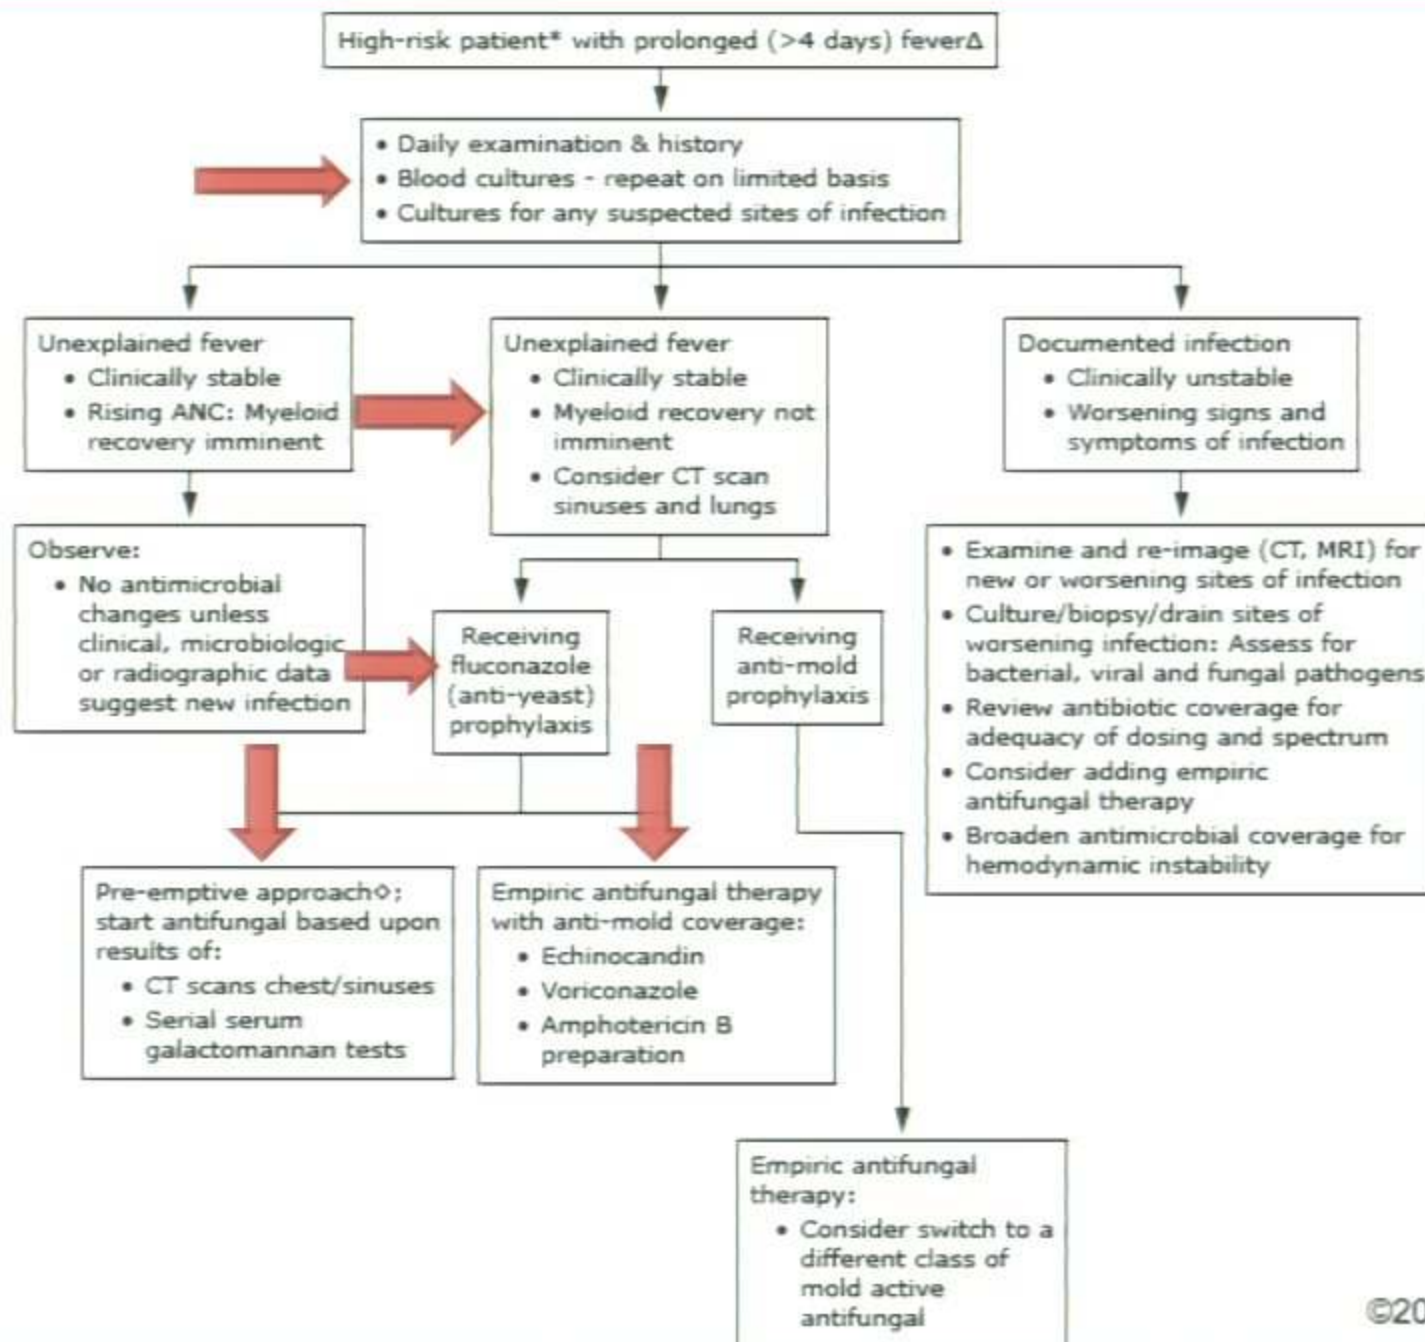 High-risk patient* with prolonged (>4 days) feverΔ
• Daily examination & history
• Blood cultures - repeat on limited basis
• Cultures for any suspected sites of infection
Unexplained fever
• Clinically stable
• Rising ANC: Myeloid
recovery imminent
Unexplained fever
• Clinically stable
• Myeloid recovery not
imminent
• Consider CT scan
sinuses and lungs
Documented infection
• Clinically unstable
• Worsening signs and
symptoms of infection
Observe:
• No antimicrobial
changes unless
clinical, microbiologic
or radiographic data
suggest new infection
Receiving
fluconazole
(anti-yeast)
prophylaxis
Receiving
anti-mold
prophylaxis
• Examine and re-image (CT, MRI) for
new or worsening sites of infection
• Culture/biopsy/drain sites of
worsening infection: Assess for
bacterial, viral and fungal pathogens
• Review antibiotic coverage for
adequacy of dosing and spectrum
• Consider adding empiric
antifungal therapy
• Broaden antimicrobial coverage for
hemodynamic instability
Pre-emptive approach◇;
start antifungal based upon
results of:
• CT scans chest/sinuses
• Serial serum
galactomannan tests
Empiric antifungal therapy
with anti-mold coverage:
• Echinocandin
• Voriconazole
• Amphotericin B
preparation
Empiric antifungal
therapy:
• Consider switch to a
different class of
mold active
antifungal
©20